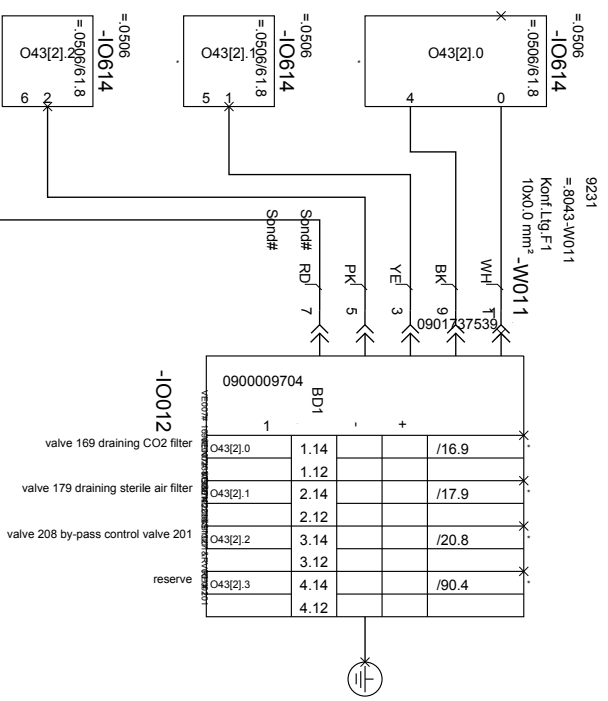 =.0506
-IO614
=.0506/61.8
O43[2].2
6 2
=.0506
-IO614
=.0506/61.8
O43[2].1
5 1
=.0506
-IO614
=.0506/61.8
O43[2].0
4 0
9231
=.8043-W011
Konf.Ltg.F1
10x0.0 mm²
-W011
Sond#
Sond#
RD
PK
YE
BK
WH
7
5
3
9
1
0901737539
-IO012
0900009704
BD1
1 - +
valve 169 draining CO2 filter O43[2].0 1.14 /16.9
1.12
valve 179 draining sterile air filter O43[2].1 2.14 /17.9
2.12
valve 208 by-pass control valve 201 O43[2].2 3.14 /20.8
3.12
reserve O43[2].3 4.14 /90.4
4.12